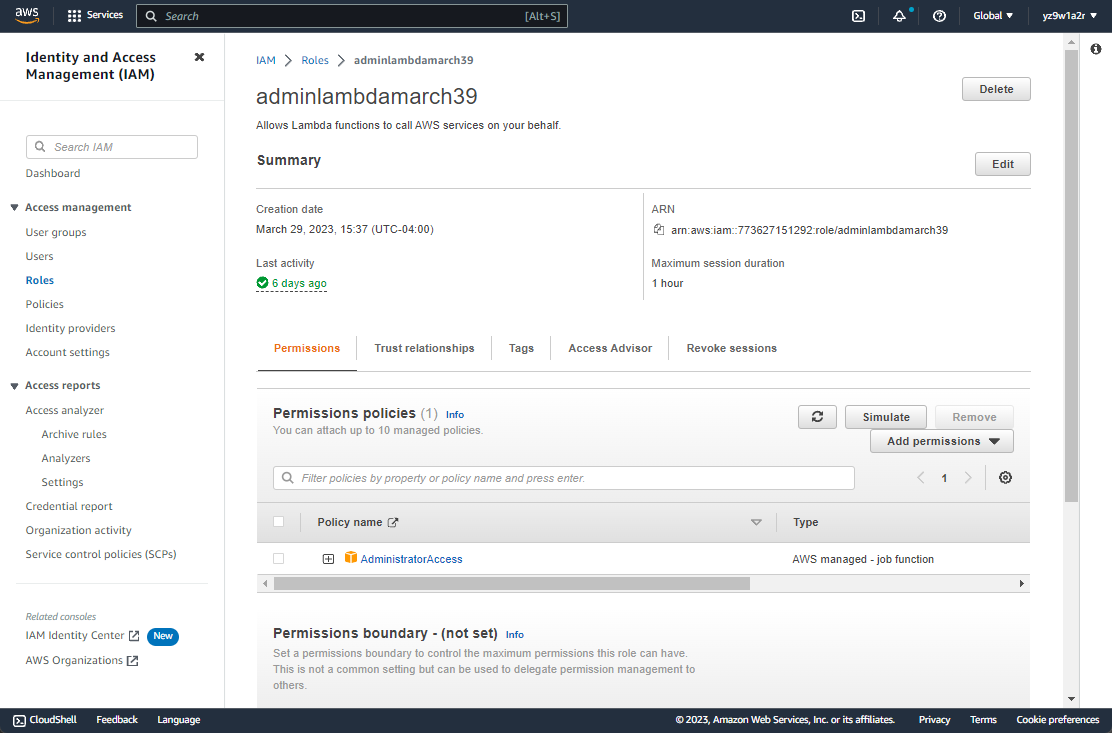 aws
Services
Search
[Alt+S]
Global
yz9w1a2r
Identity and Access
Management (IAM)
Search IAM
Dashboard
Access management
User groups
Users
Roles
Policies
Identity providers
Account settings
Access reports
Access analyzer
Archive rules
Analyzers
Settings
Credential report
Organization activity
Service control policies (SCPs)
Related consoles
IAM Identity Center
New
AWS Organizations
IAM
Roles
adminlambdamarch39
adminlambdamarch39
Delete
Allows Lambda functions to call AWS services on your behalf.
Summary
Edit
Creation date
March 29, 2023, 15:37 (UTC-04:00)
Last activity
6 days ago
ARN
arn:aws:iam::773627151292:role/adminlambdamarch39
Maximum session duration
1 hour
Permissions
Trust relationships
Tags
Access Advisor
Revoke sessions
Permissions policies (1) Info
You can attach up to 10 managed policies.
Simulate
Remove
Add permissions
Filter policies by property or policy name and press enter.
1
Policy name
Type
AdministratorAccess
AWS managed - job function
Permissions boundary - (not set) Info
Set a permissions boundary to control the maximum permissions this role can have.
This is not a common setting but can be used to delegate permission management to
others.
CloudShell
Feedback
Language
© 2023, Amazon Web Services, Inc. or its affiliates.
Privacy
Terms
Cookie preferences